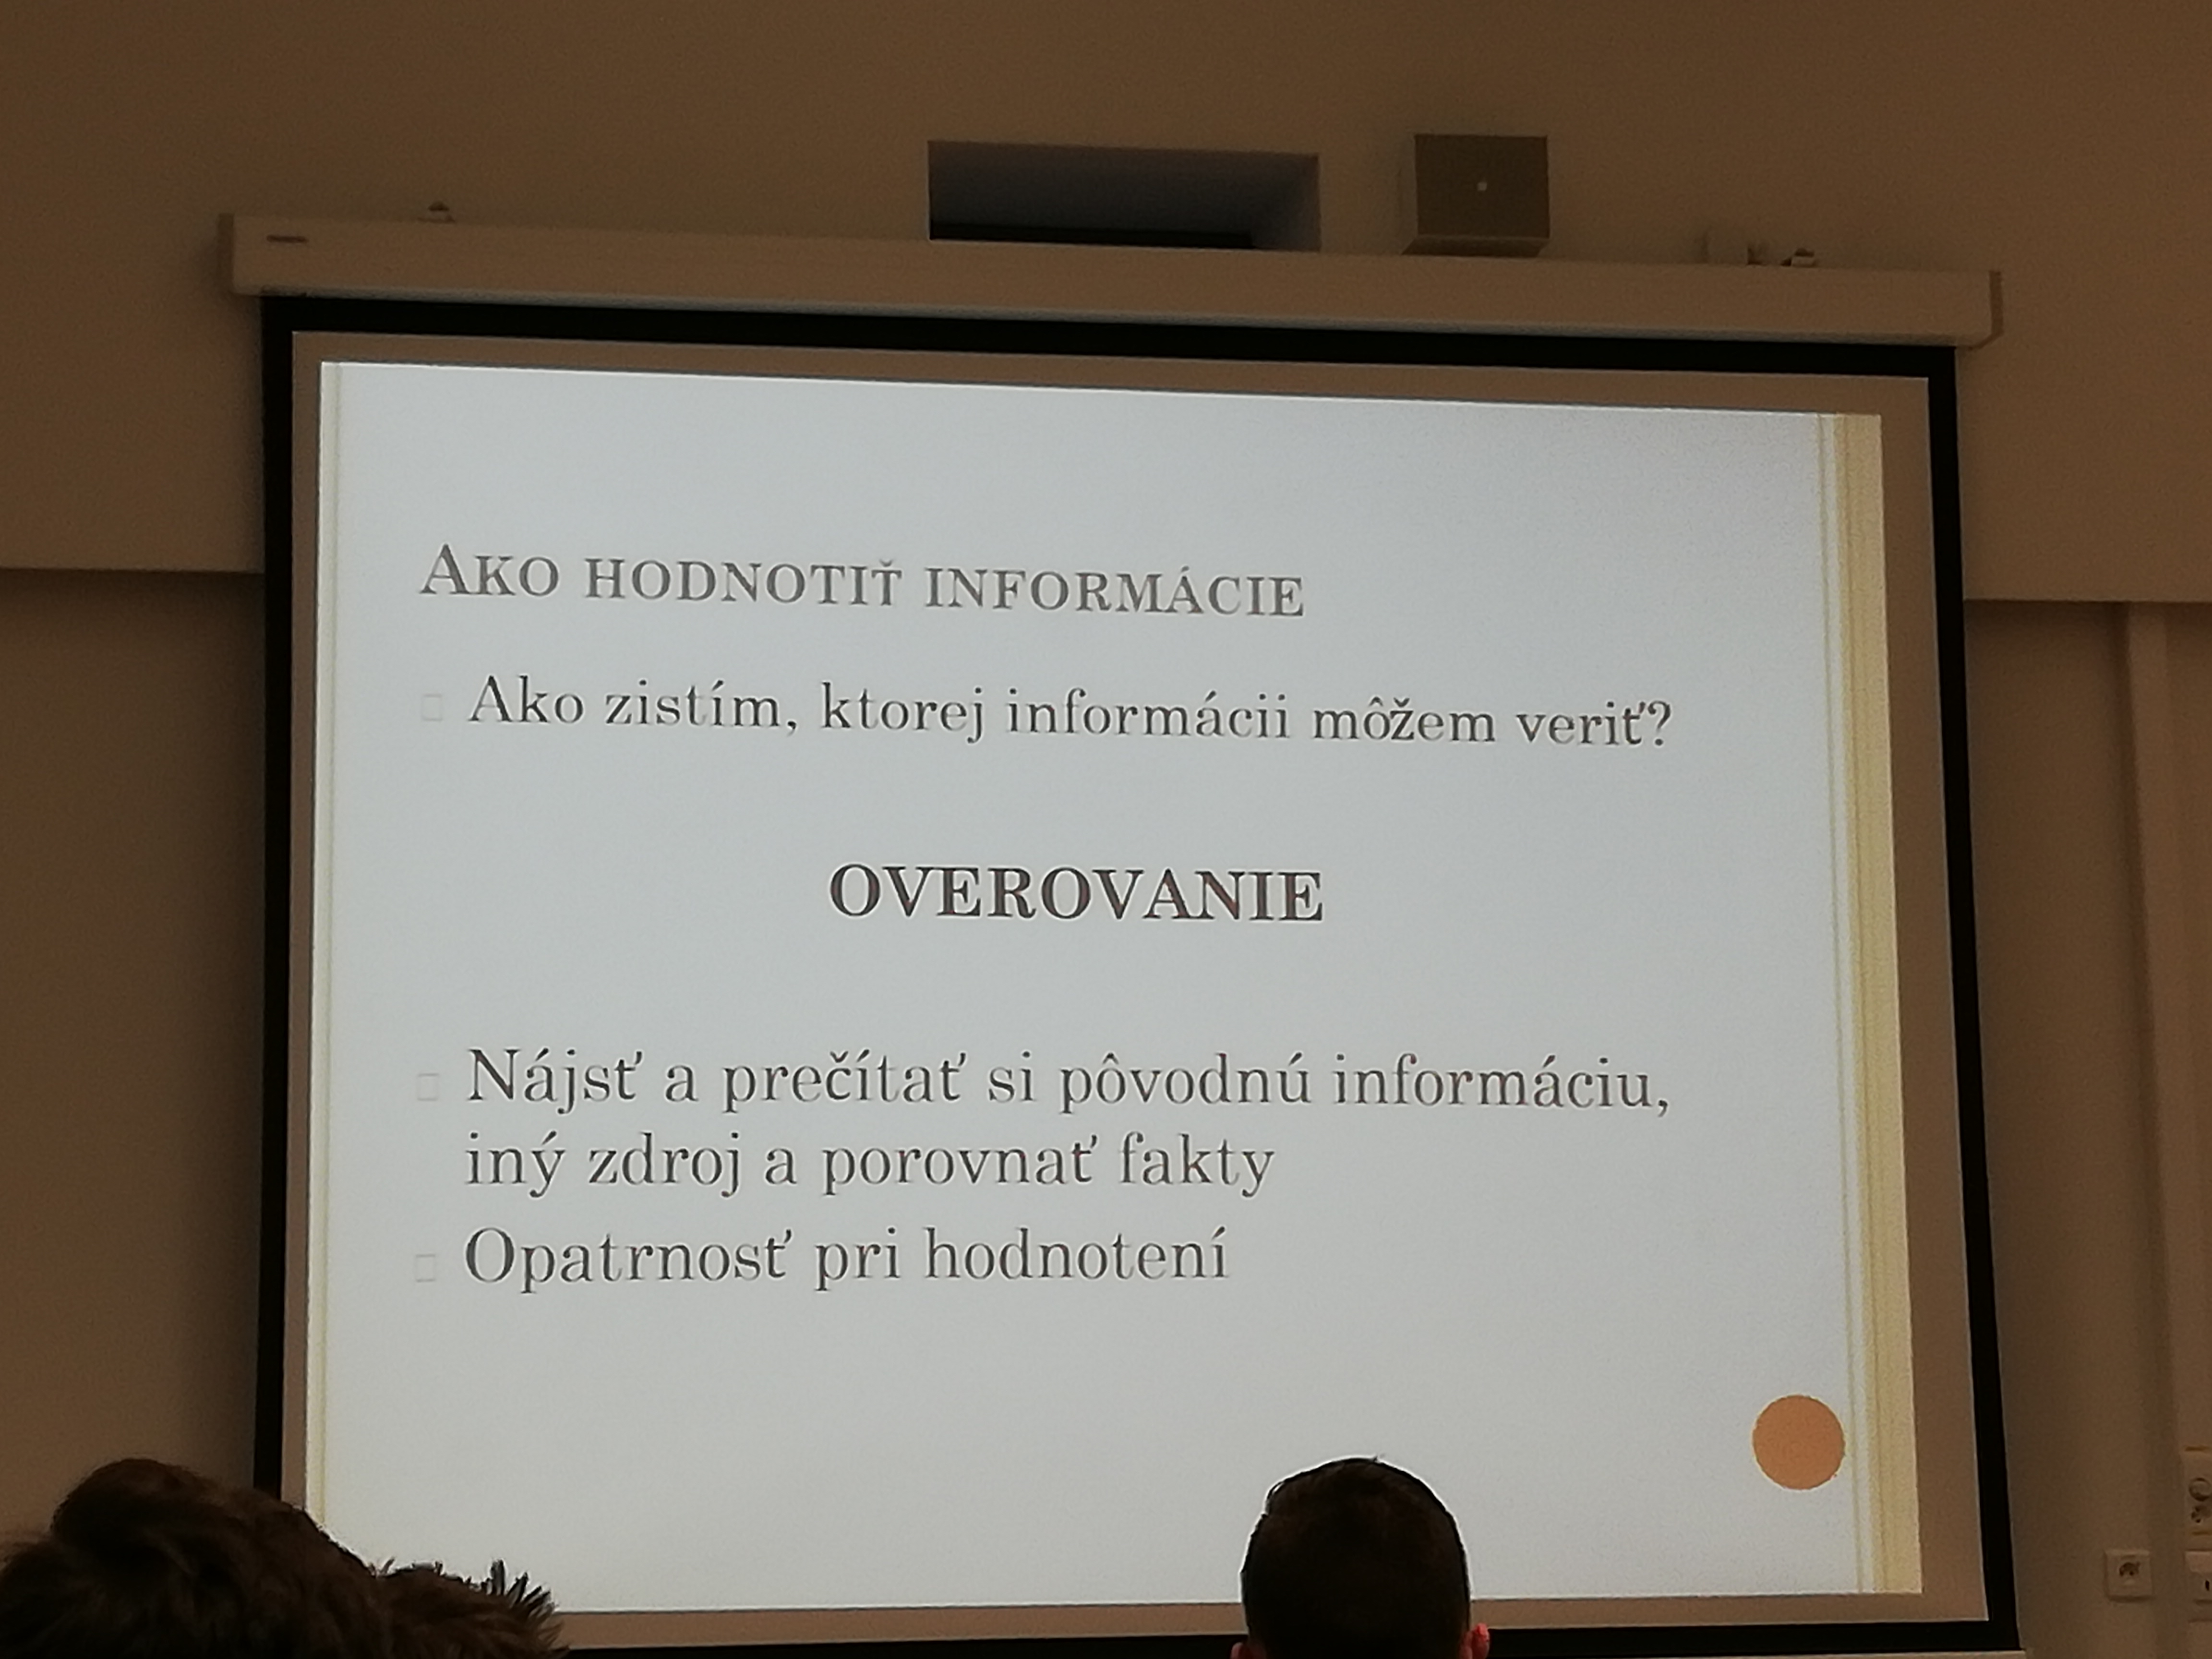 AKO HODNOTIŤ INFORMÁCIE
Ako zistím, ktorej informácii môžem veriť?
OVEROVANIE
Nájsť a prečítať si pôvodnú informáciu,
iný zdroj a porovnať fakty
Opatrnosť pri hodnotení